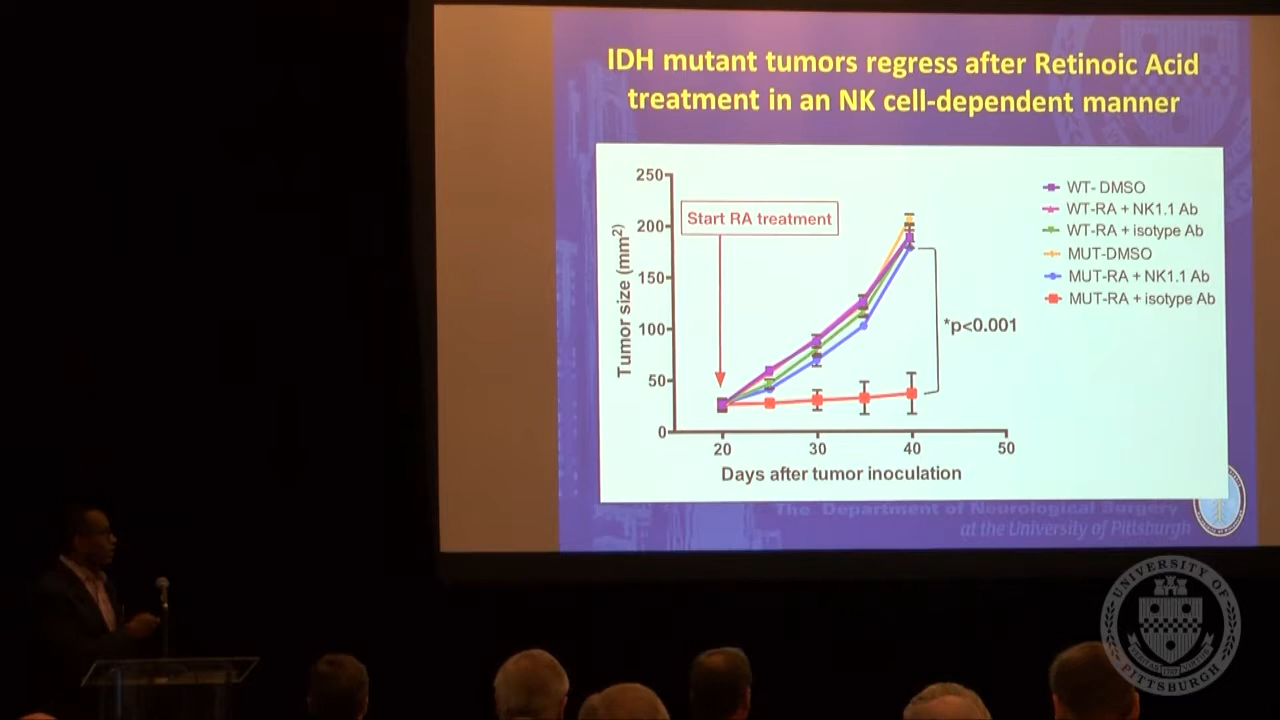 IDH mutant tumors regress after Retinoic Acid
treatment in an NK cell-dependent manner
250
200
150
100
50
0
Tumor size (mm²)
Start RA treatment
20
30
40
50
Days after tumor inoculation
*p<0.001
WT- DMSO
WT-RA + NK1.1 Ab
WT-RA + isotype Ab
MUT-DMSO
MUT-RA + NK1.1 Ab
MUT-RA + isotype Ab
The Department of Neurological Surgery
at the University of Pittsburgh
UNIVERSITY OF
PITTSBURGH